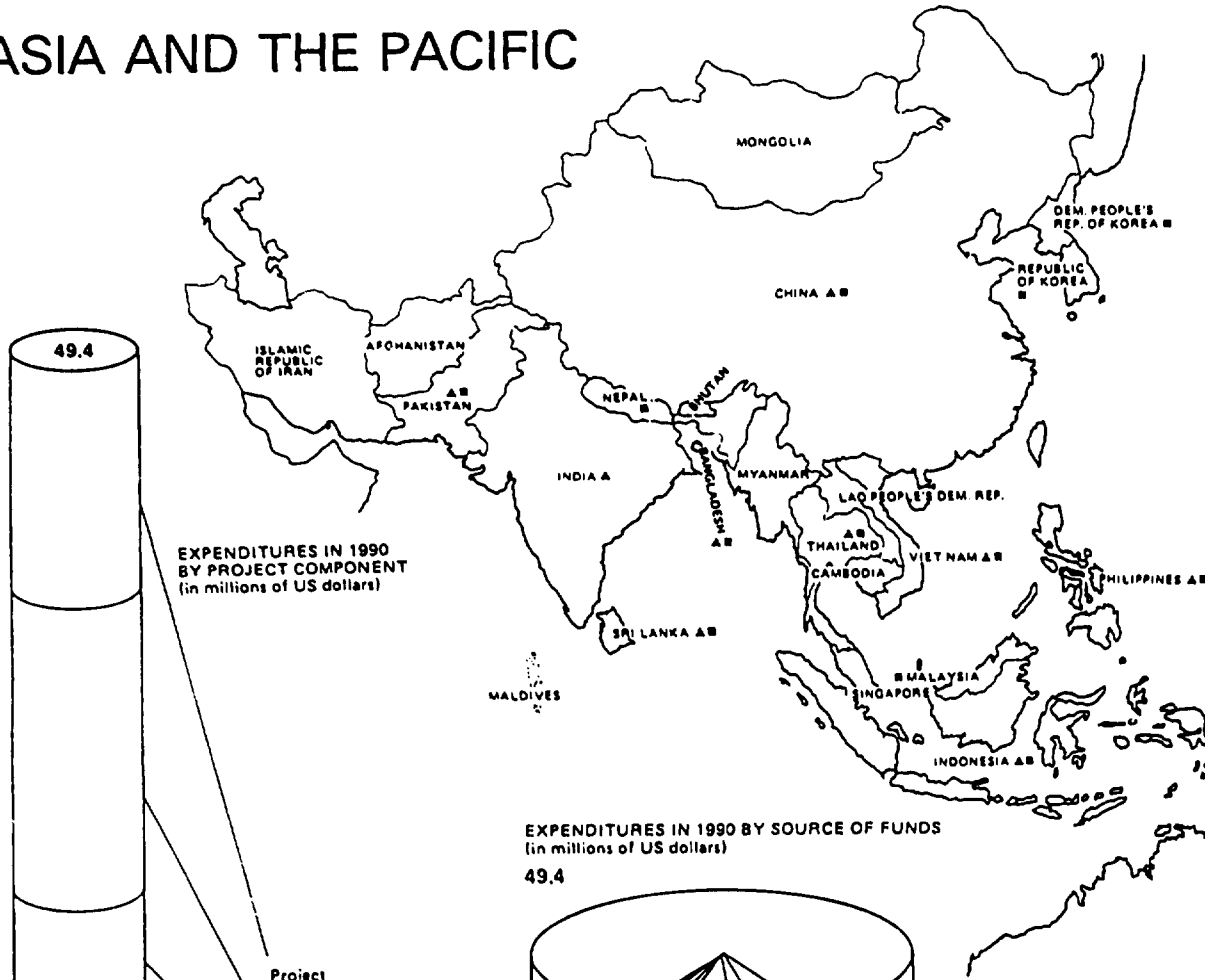 ASIA AND THE PACIFIC
MONGOLIA
DEM. PEOPLE'S
REP. OF KOREA ■
REPUBLIC
OF KOREA
■
CHINA ▲■
49.4
ISLAMIC
REPUBLIC
OF IRAN
AFGHANISTAN
▲■
PAKISTAN
NEPAL
■
BHUTAN
INDIA ▲
BANGLADESH
▲■
MYANMAR
LAO PEOPLE'S DEM. REP.
▲■
THAILAND
VIET NAM ▲■
CAMBODIA
PHILIPPINES ▲■
EXPENDITURES IN 1990
BY PROJECT COMPONENT
(in millions of US dollars)
SRI LANKA ▲■
MALDIVES
■ MALAYSIA
SINGAPORE
INDONESIA ▲■
EXPENDITURES IN 1990 BY SOURCE OF FUNDS
(in millions of US dollars)
49.4
Project